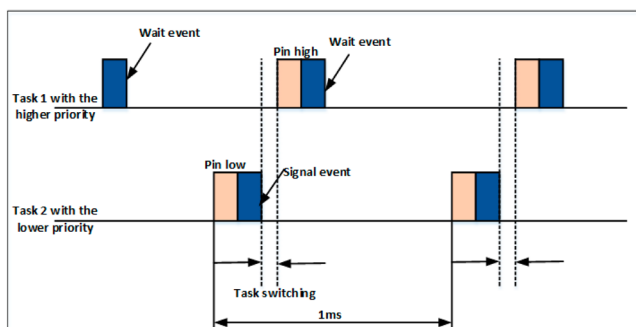 Wait event
Pin high
Wait event
Task 1 with the
higher priority
Pin low
Signal event
Task 2 with the
lower priority
Task switching
1ms